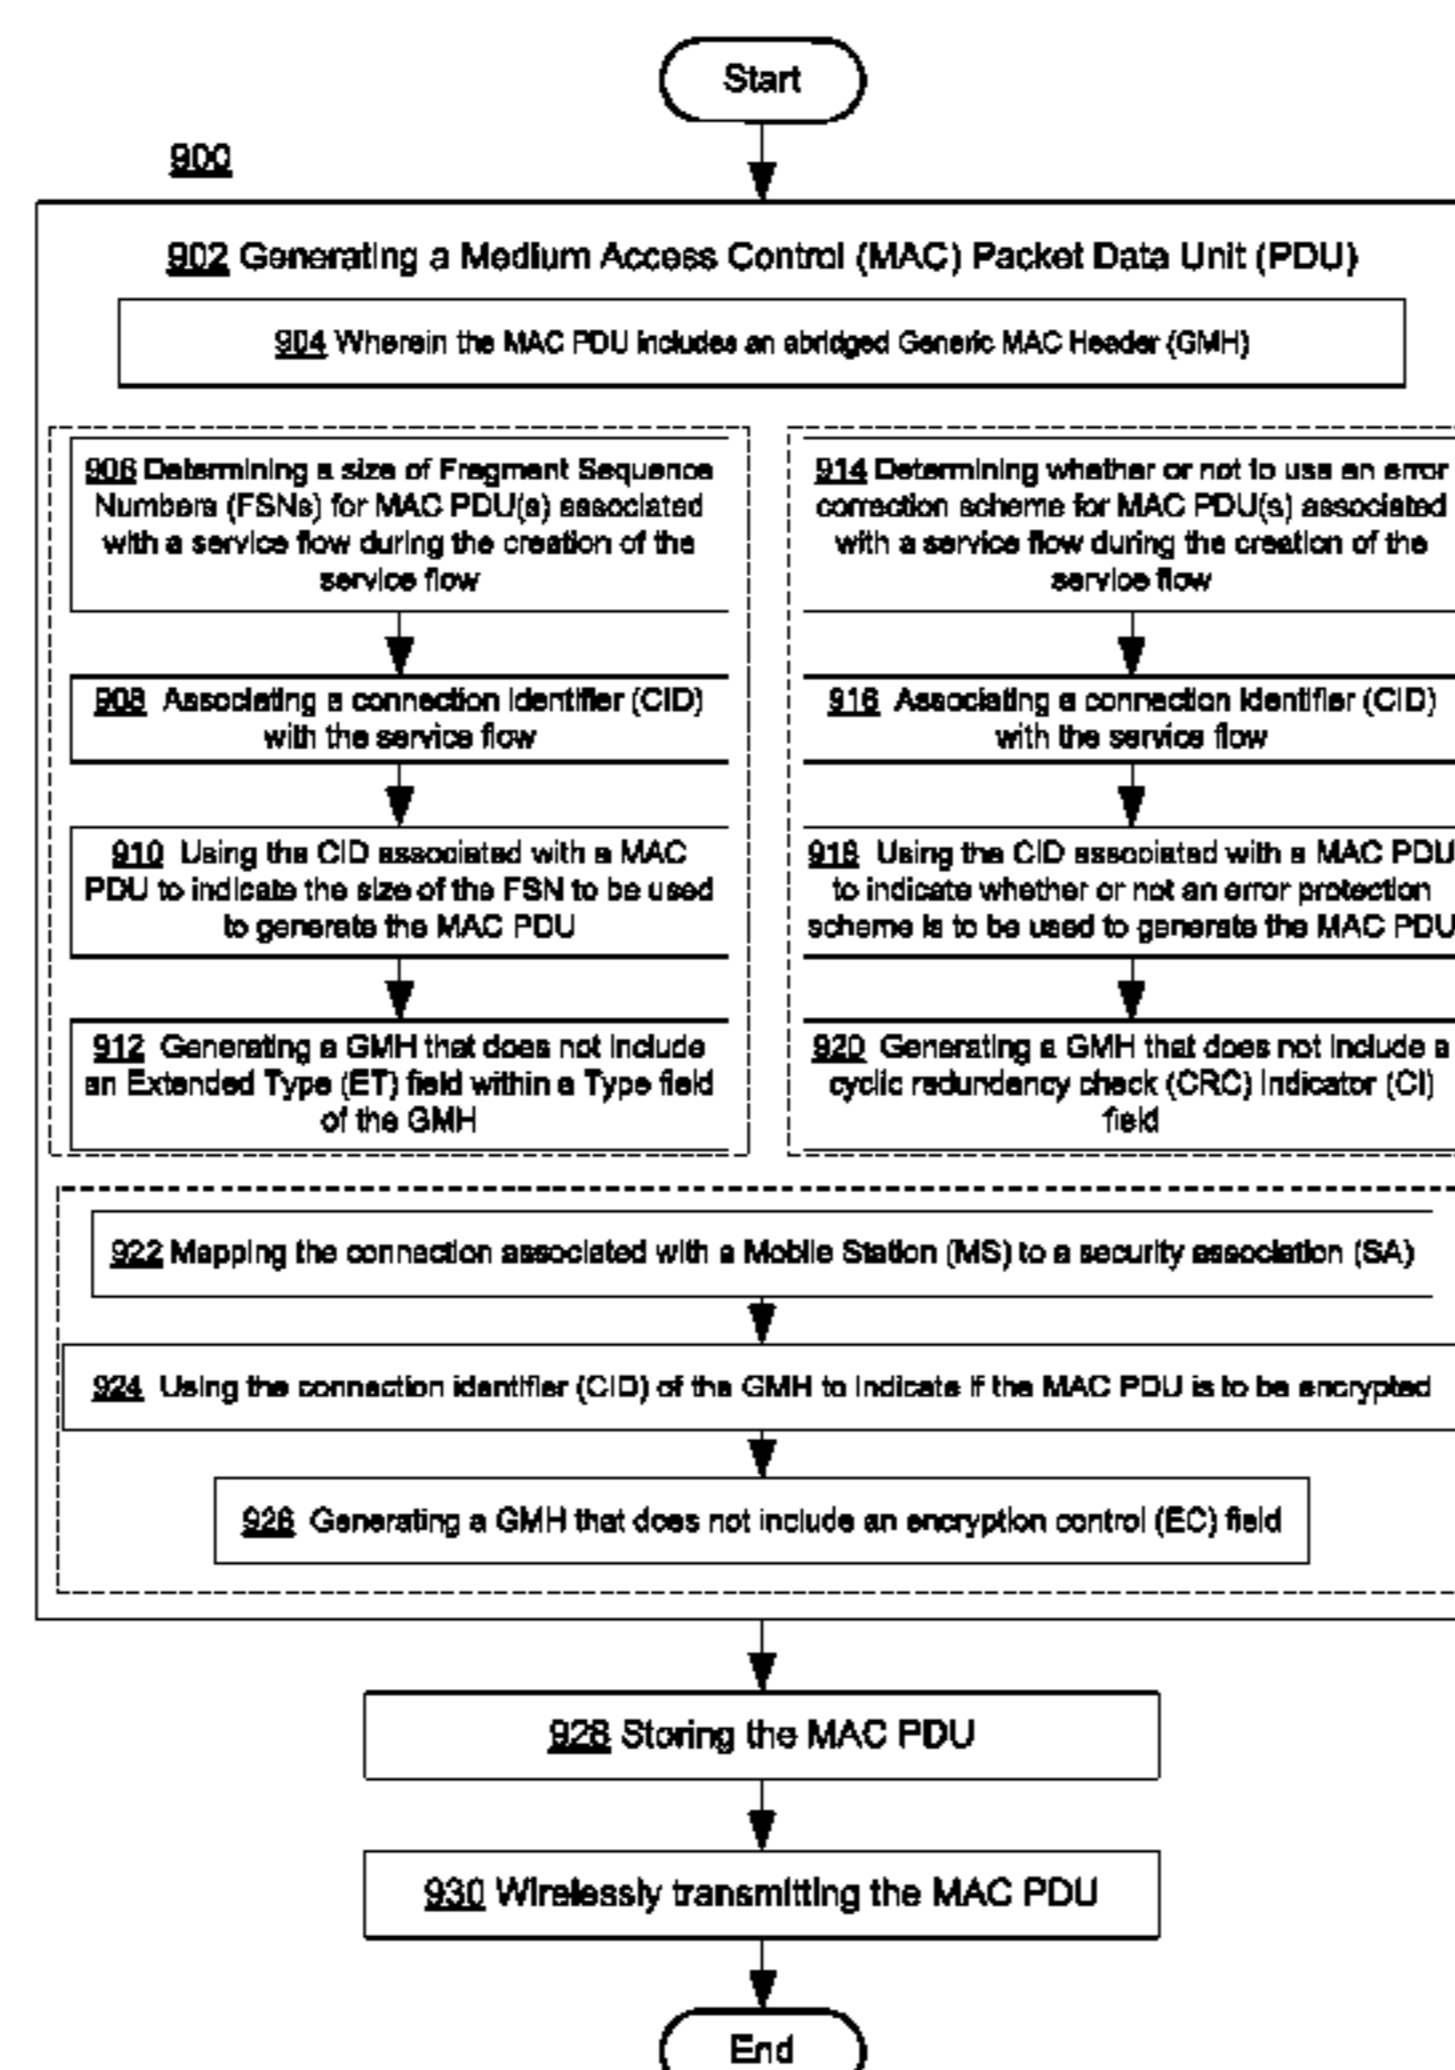 Start
900
902 Generating a Medium Access Control (MAC) Packet Data Unit (PDU)
904 Wherein the MAC PDU includes an abridged Generic MAC Header (GMH)
906 Determining a size of Fragment Sequence
Numbers (FSNs) for MAC PDU(s) associated
with a service flow during the creation of the
service flow
908 Associating a connection identifier (CID)
with the service flow
910 Using the CID associated with a MAC
PDU to indicate the size of the FSN to be used
to generate the MAC PDU
912 Generating a GMH that does not include
an Extended Type (ET) field within a Type field
of the GMH
914 Determining whether or not to use an error
correction scheme for MAC PDU(s) associated
with a service flow during the creation of the
service flow
916 Associating a connection identifier (CID)
with the service flow
918 Using the CID associated with a MAC PDU
to indicate whether or not an error protection
scheme is to be used to generate the MAC PDU
920 Generating a GMH that does not include a
cyclic redundancy check (CRC) Indicator (CI)
field
922 Mapping the connection associated with a Mobile Station (MS) to a security association (SA)
924 Using the connection identifier (CID) of the GMH to indicate if the MAC PDU is to be encrypted
926 Generating a GMH that does not include an encryption control (EC) field
928 Storing the MAC PDU
930 Wirelessly transmitting the MAC PDU
End